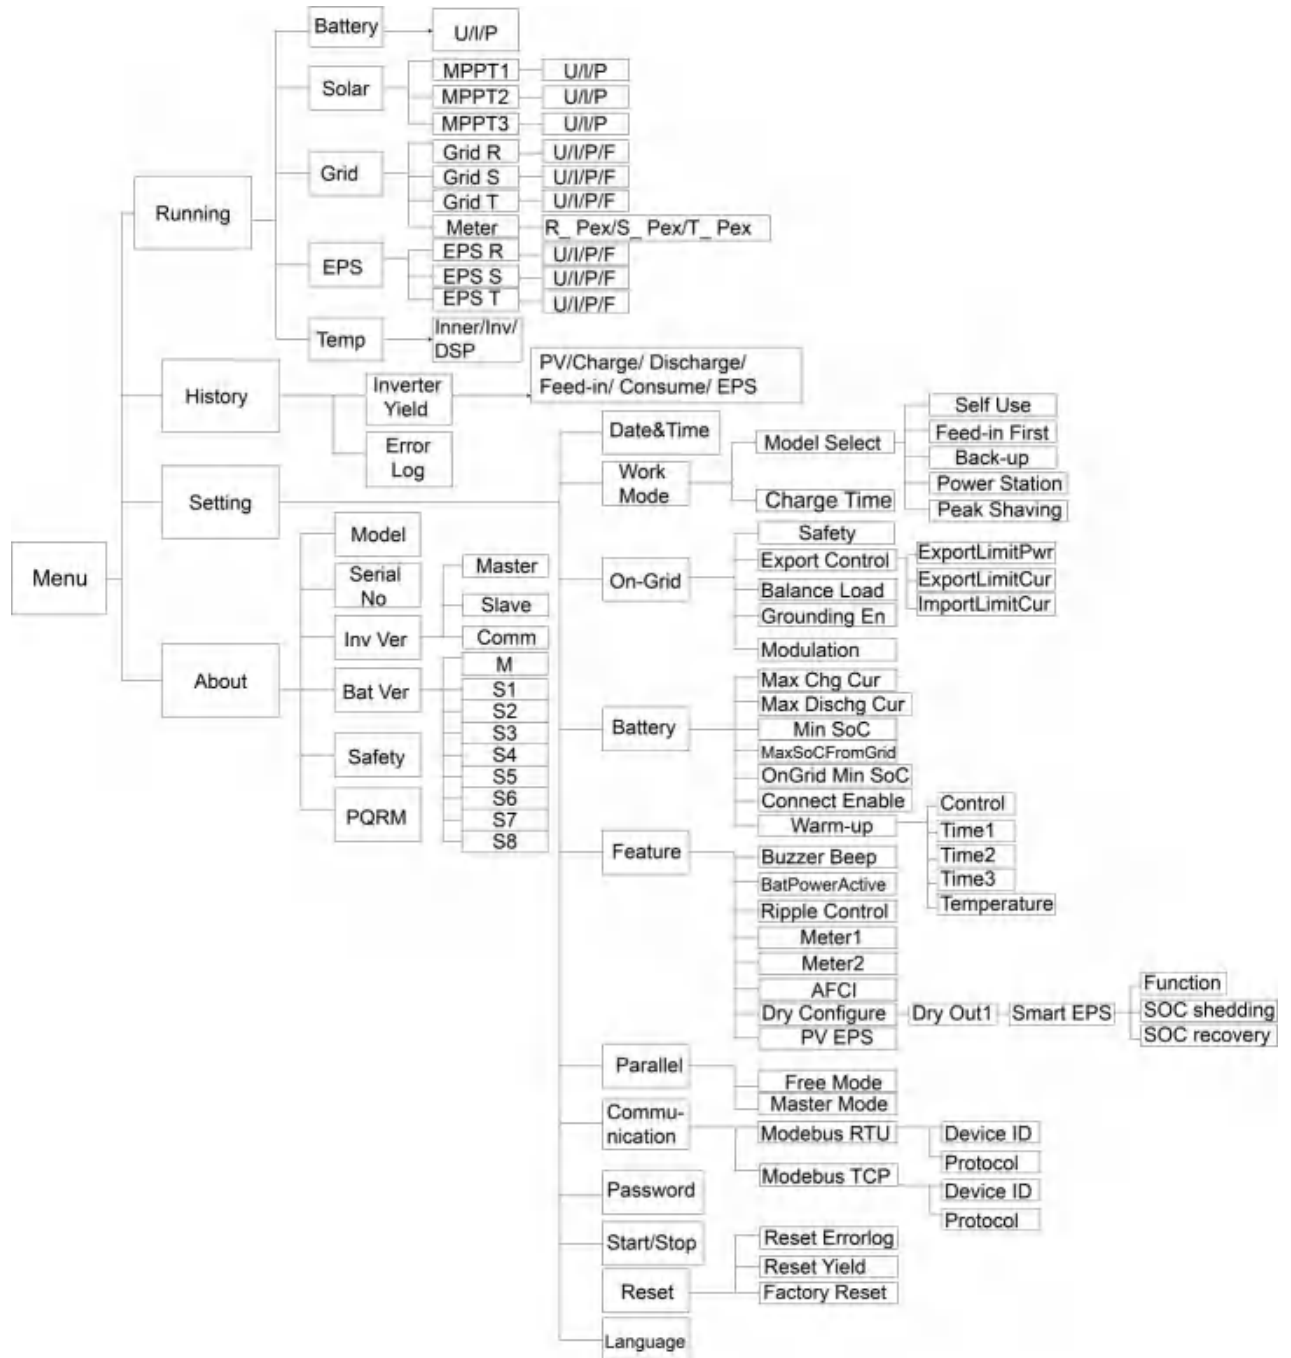 Menu
Running
Battery
U/I/P
Solar
MPPT1
U/I/P
MPPT2
U/I/P
MPPT3
U/I/P
Grid
Grid R
U/I/P/F
Grid S
U/I/P/F
Grid T
U/I/P/F
Meter
R_ Pex/S_ Pex/T_ Pex
EPS
EPS R
U/I/P/F
EPS S
U/I/P/F
EPS T
U/I/P/F
Temp
Inner/Inv/
DSP
History
Inverter
Yield
PV/Charge/ Discharge/
Feed-in/ Consume/ EPS
Error
Log
Setting
Date&Time
Work
Mode
Model Select
Self Use
Feed-in First
Back-up
Power Station
Peak Shaving
Charge Time
On-Grid
Safety
Export Control
ExportLimitPwr
ExportLimitCur
ImportLimitCur
Balance Load
Grounding En
Modulation
Battery
Max Chg Cur
Max Dischg Cur
Min SoC
MaxSoCFromGrid
OnGrid Min SoC
Connect Enable
Warm-up
Control
Time1
Time2
Time3
Temperature
Feature
Buzzer Beep
BatPowerActive
Ripple Control
Meter1
Meter2
AFCI
Dry Configure
Dry Out1
Smart EPS
Function
SOC shedding
SOC recovery
PV EPS
Parallel
Free Mode
Master Mode
Commu-
nication
Modebus RTU
Device ID
Protocol
Modebus TCP
Device ID
Protocol
Password
Start/Stop
Reset
Reset Errorlog
Reset Yield
Factory Reset
Language
About
Model
Serial
No
Inv Ver
Master
Slave
Comm
Bat Ver
M
S1
S2
S3
S4
S5
S6
S7
S8
Safety
PQRM